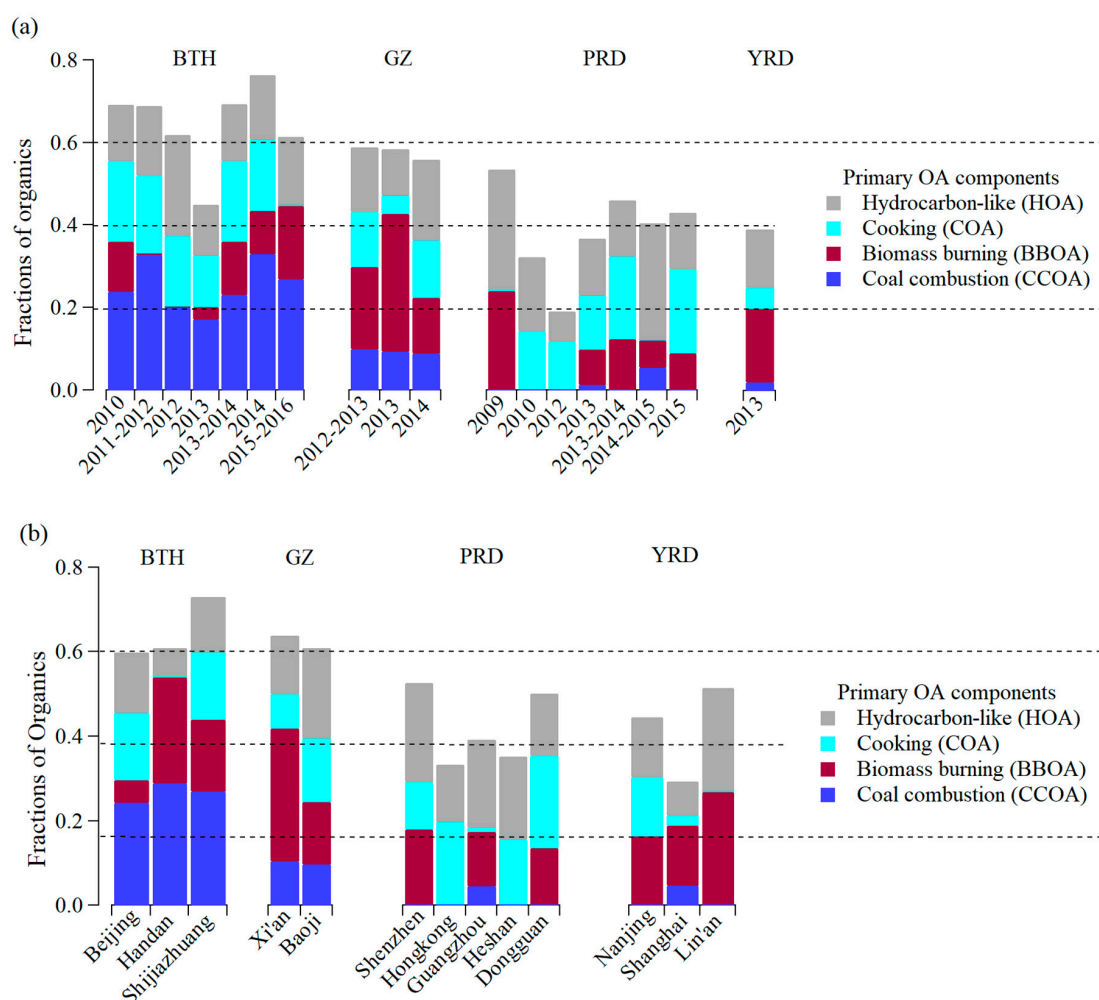 (a)
BTH GZ PRD YRD
Fractions of organics
0.8
0.6
0.4
0.2
0.0
2010 2011-2012 2012 2013 2013-2014 2014 2015-2016 2012-2013 2013 2014 2009 2010 2012 2013 2013-2014 2014-2015 2015 2013
Primary OA components
Hydrocarbon-like (HOA)
Cooking (COA)
Biomass burning (BBOA)
Coal combustion (CCOA)
(b)
BTH GZ PRD YRD
Fractions of Organics
0.8
0.6
0.4
0.2
0.0
Beijing Handan Shijiazhuang Xi'an Baoji Shenzhen Hongkong Guangzhou Heshan Dongguan Nanjing Shanghai Lin'an
Primary OA components
Hydrocarbon-like (HOA)
Cooking (COA)
Biomass burning (BBOA)
Coal combustion (CCOA)